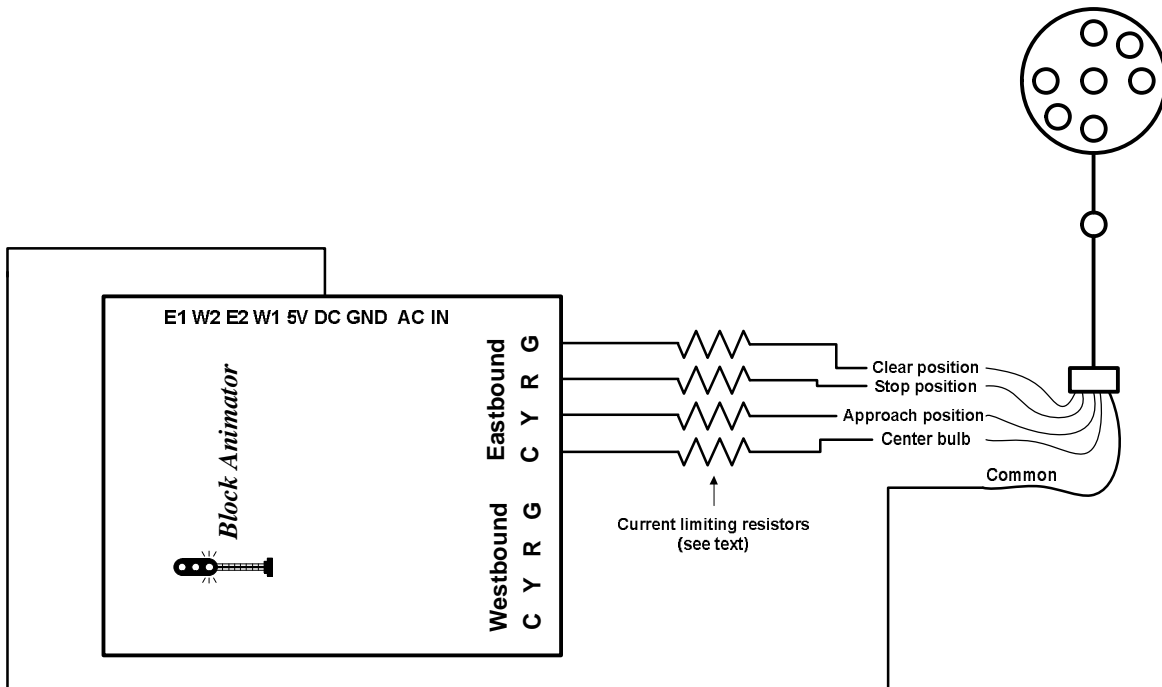 E1 W2 E2 W1 5V DC GND AC IN
Block Animator
Eastbound
G
R
Y
C
Westbound
G
R
Y
C
Clear position
Stop position
Approach position
Center bulb
Common
Current limiting resistors
(see text)